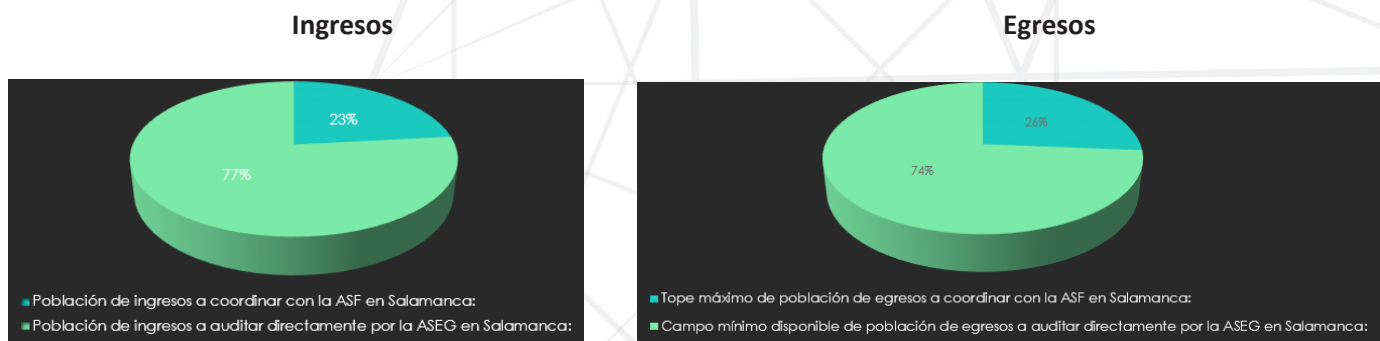 Ingresos
23%
77%
Población de ingresos a coordinar con la ASF en Salamanca:
Población de ingresos a auditar directamente por la ASEG en Salamanca:
Egresos
26%
74%
Tope máximo de población de egresos a coordinar con la ASF en Salamanca:
Campo mínimo disponible de población de egresos a auditar directamente por la ASEG en Salamanca: